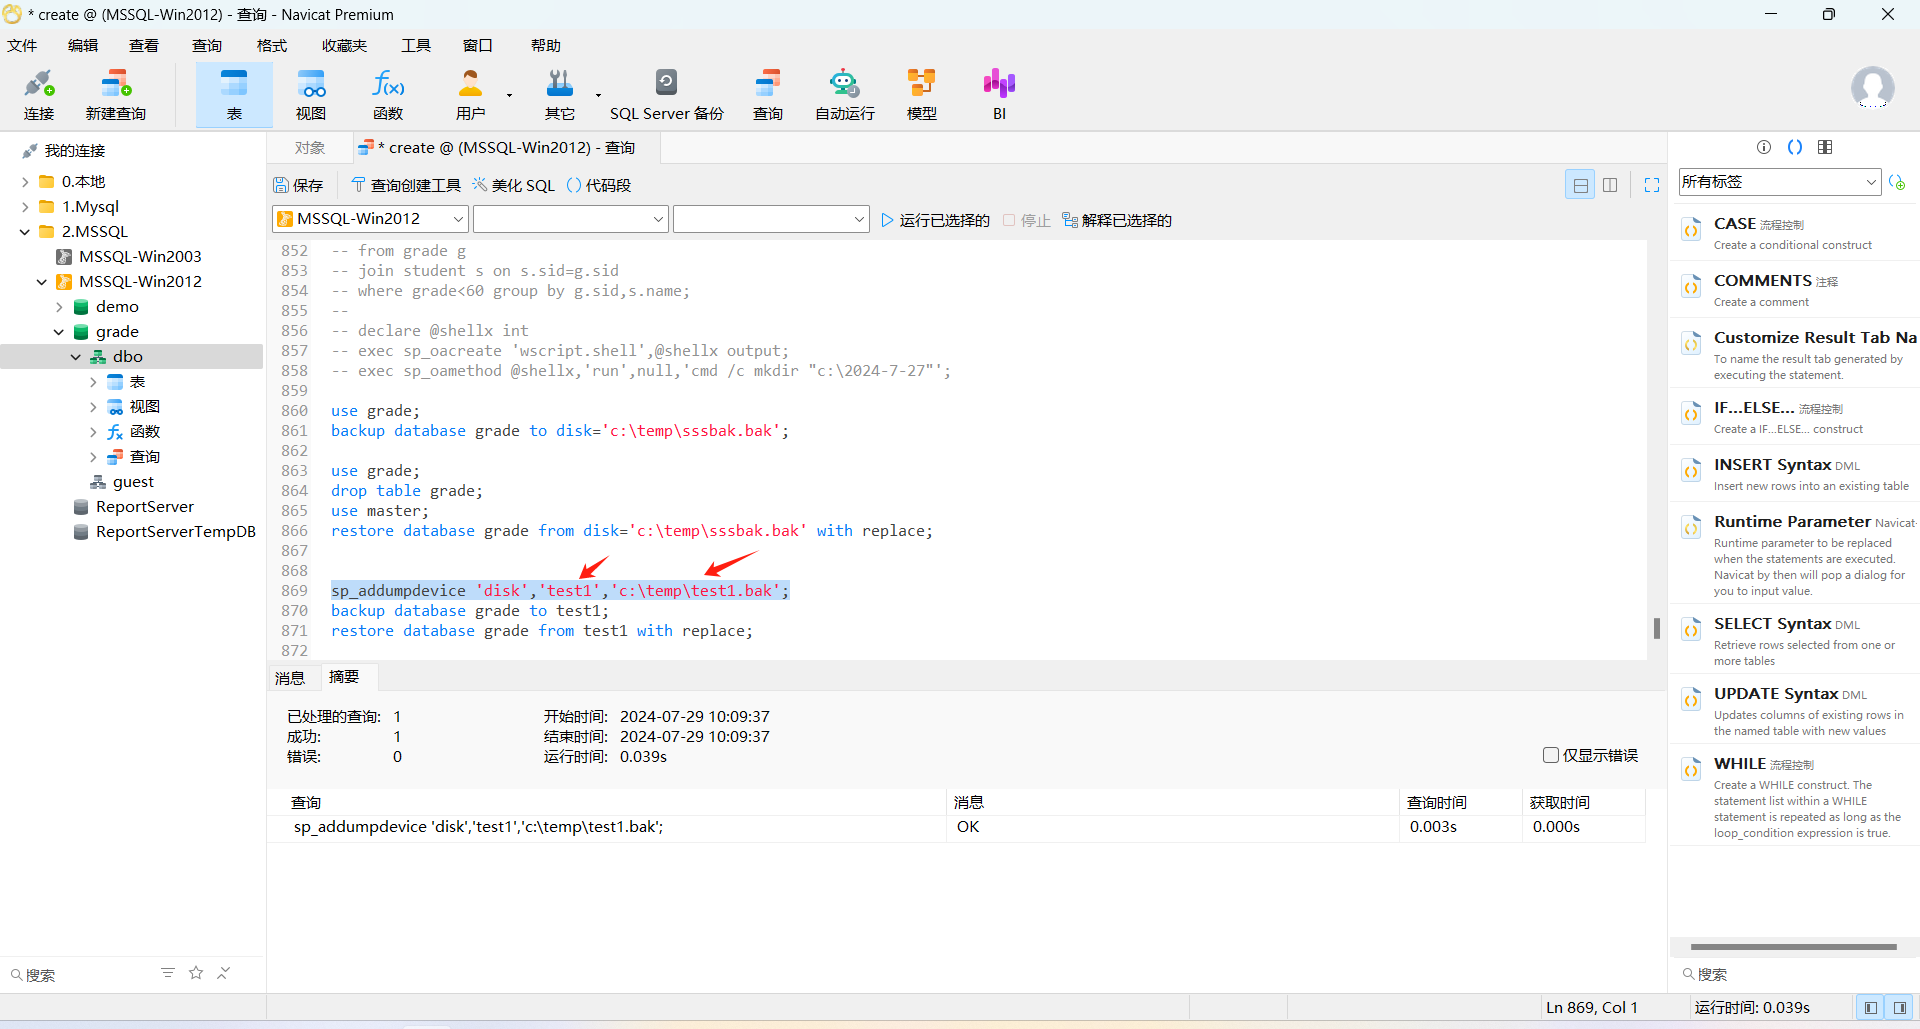 * create @ (MSSQL-Win2012) - 查询 - Navicat Premium
文件 编辑 查看 查询 格式 收藏夹 工具 窗口 帮助
连接 新建查询 表 视图 函数 用户 其它 SQL Server 备份 查询 自动运行 模型 BI
我的连接
0.本地
1.Mysql
2.MSSQL
MSSQL-Win2003
MSSQL-Win2012
demo
grade
dbo
表
视图
函数
查询
guest
ReportServer
ReportServerTempDB
搜索
对象 * create @ (MSSQL-Win2012) - 查询
保存 查询创建工具 美化 SQL 代码段
MSSQL-Win2012 运行已选择的 停止 解释已选择的
852 -- from grade g
853 -- join student s on s.sid=g.sid
854 -- where grade<60 group by g.sid,s.name;
855 --
856 -- declare @shellx int
857 -- exec sp_oacreate 'wscript.shell',@shellx output;
858 -- exec sp_oamethod @shellx,'run',null,'cmd /c mkdir "c:\2024-7-27"';
859
860 use grade;
861 backup database grade to disk='c:\temp\sssbak.bak';
862
863 use grade;
864 drop table grade;
865 use master;
866 restore database grade from disk='c:\temp\sssbak.bak' with replace;
867
868
869 sp_addumpdevice 'disk','test1','c:\temp\test1.bak';
870 backup database grade to test1;
871 restore database grade from test1 with replace;
872
消息 摘要
已处理的查询: 1 开始时间: 2024-07-29 10:09:37
成功: 1 结束时间: 2024-07-29 10:09:37
错误: 0 运行时间: 0.039s
仅显示错误
查询 消息 查询时间 获取时间
sp_addumpdevice 'disk','test1','c:\temp\test1.bak'; OK 0.003s 0.000s
所有标签
CASE 流程控制
Create a conditional construct
COMMENTS 注释
Create a comment
Customize Result Tab Na
To name the result tab generated by
executing the statement.
IF...ELSE... 流程控制
Create a IF...ELSE... construct
INSERT Syntax DML
Insert new rows into an existing table
Runtime Parameter Navicat
Runtime parameter to be replaced
when the statements are executed.
Navicat by then will pop a dialog for
you to input value.
SELECT Syntax DML
Retrieve rows selected from one or
more tables
UPDATE Syntax DML
Updates columns of existing rows in
the named table with new values
WHILE 流程控制
Create a WHILE construct. The
statement list within a WHILE
statement is repeated as long as the
loop_condition expression is true.
搜索
Ln 869, Col 1 运行时间: 0.039s